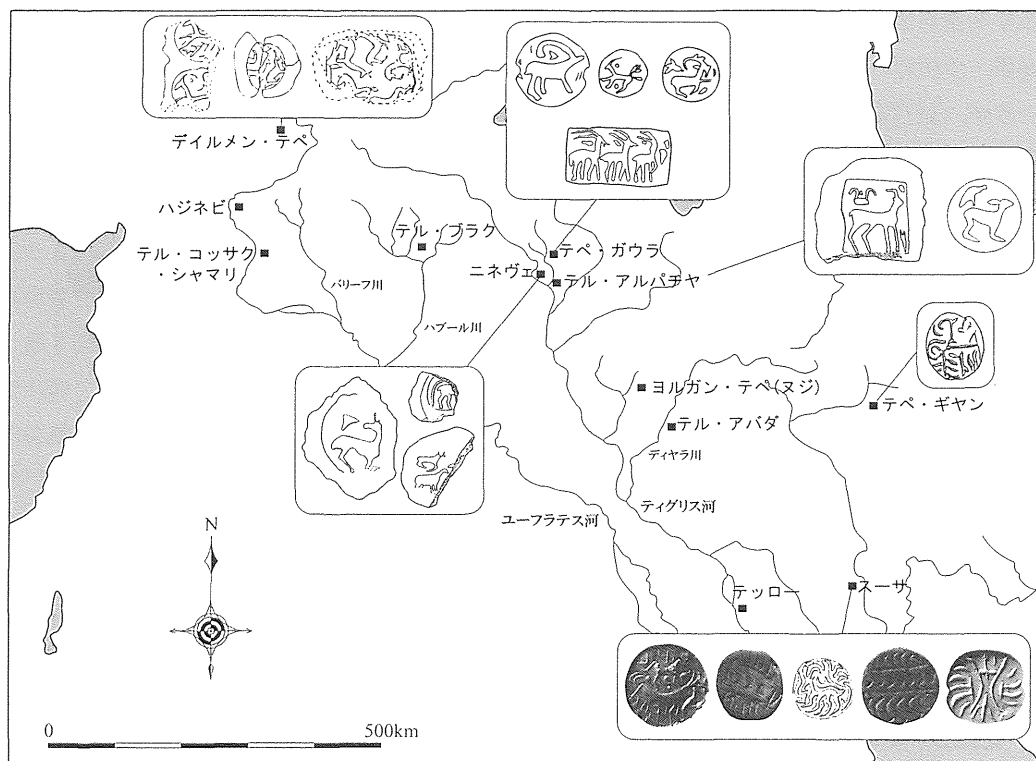 デイルメン・テペ
ハジネビ
テル・コッサク
・シャマリ
バリーフ川
テル・ブラク
ハブール川
ニネヴェ
テペ・ガウラ
テル・アルパチヤ
ヨルガン・テペ(ヌジ)
テル・アバダ
ディヤラ川
テペ・ギヤン
ユーフラテス河
ティグリス河
テッロー
スーサ
N
0
500km